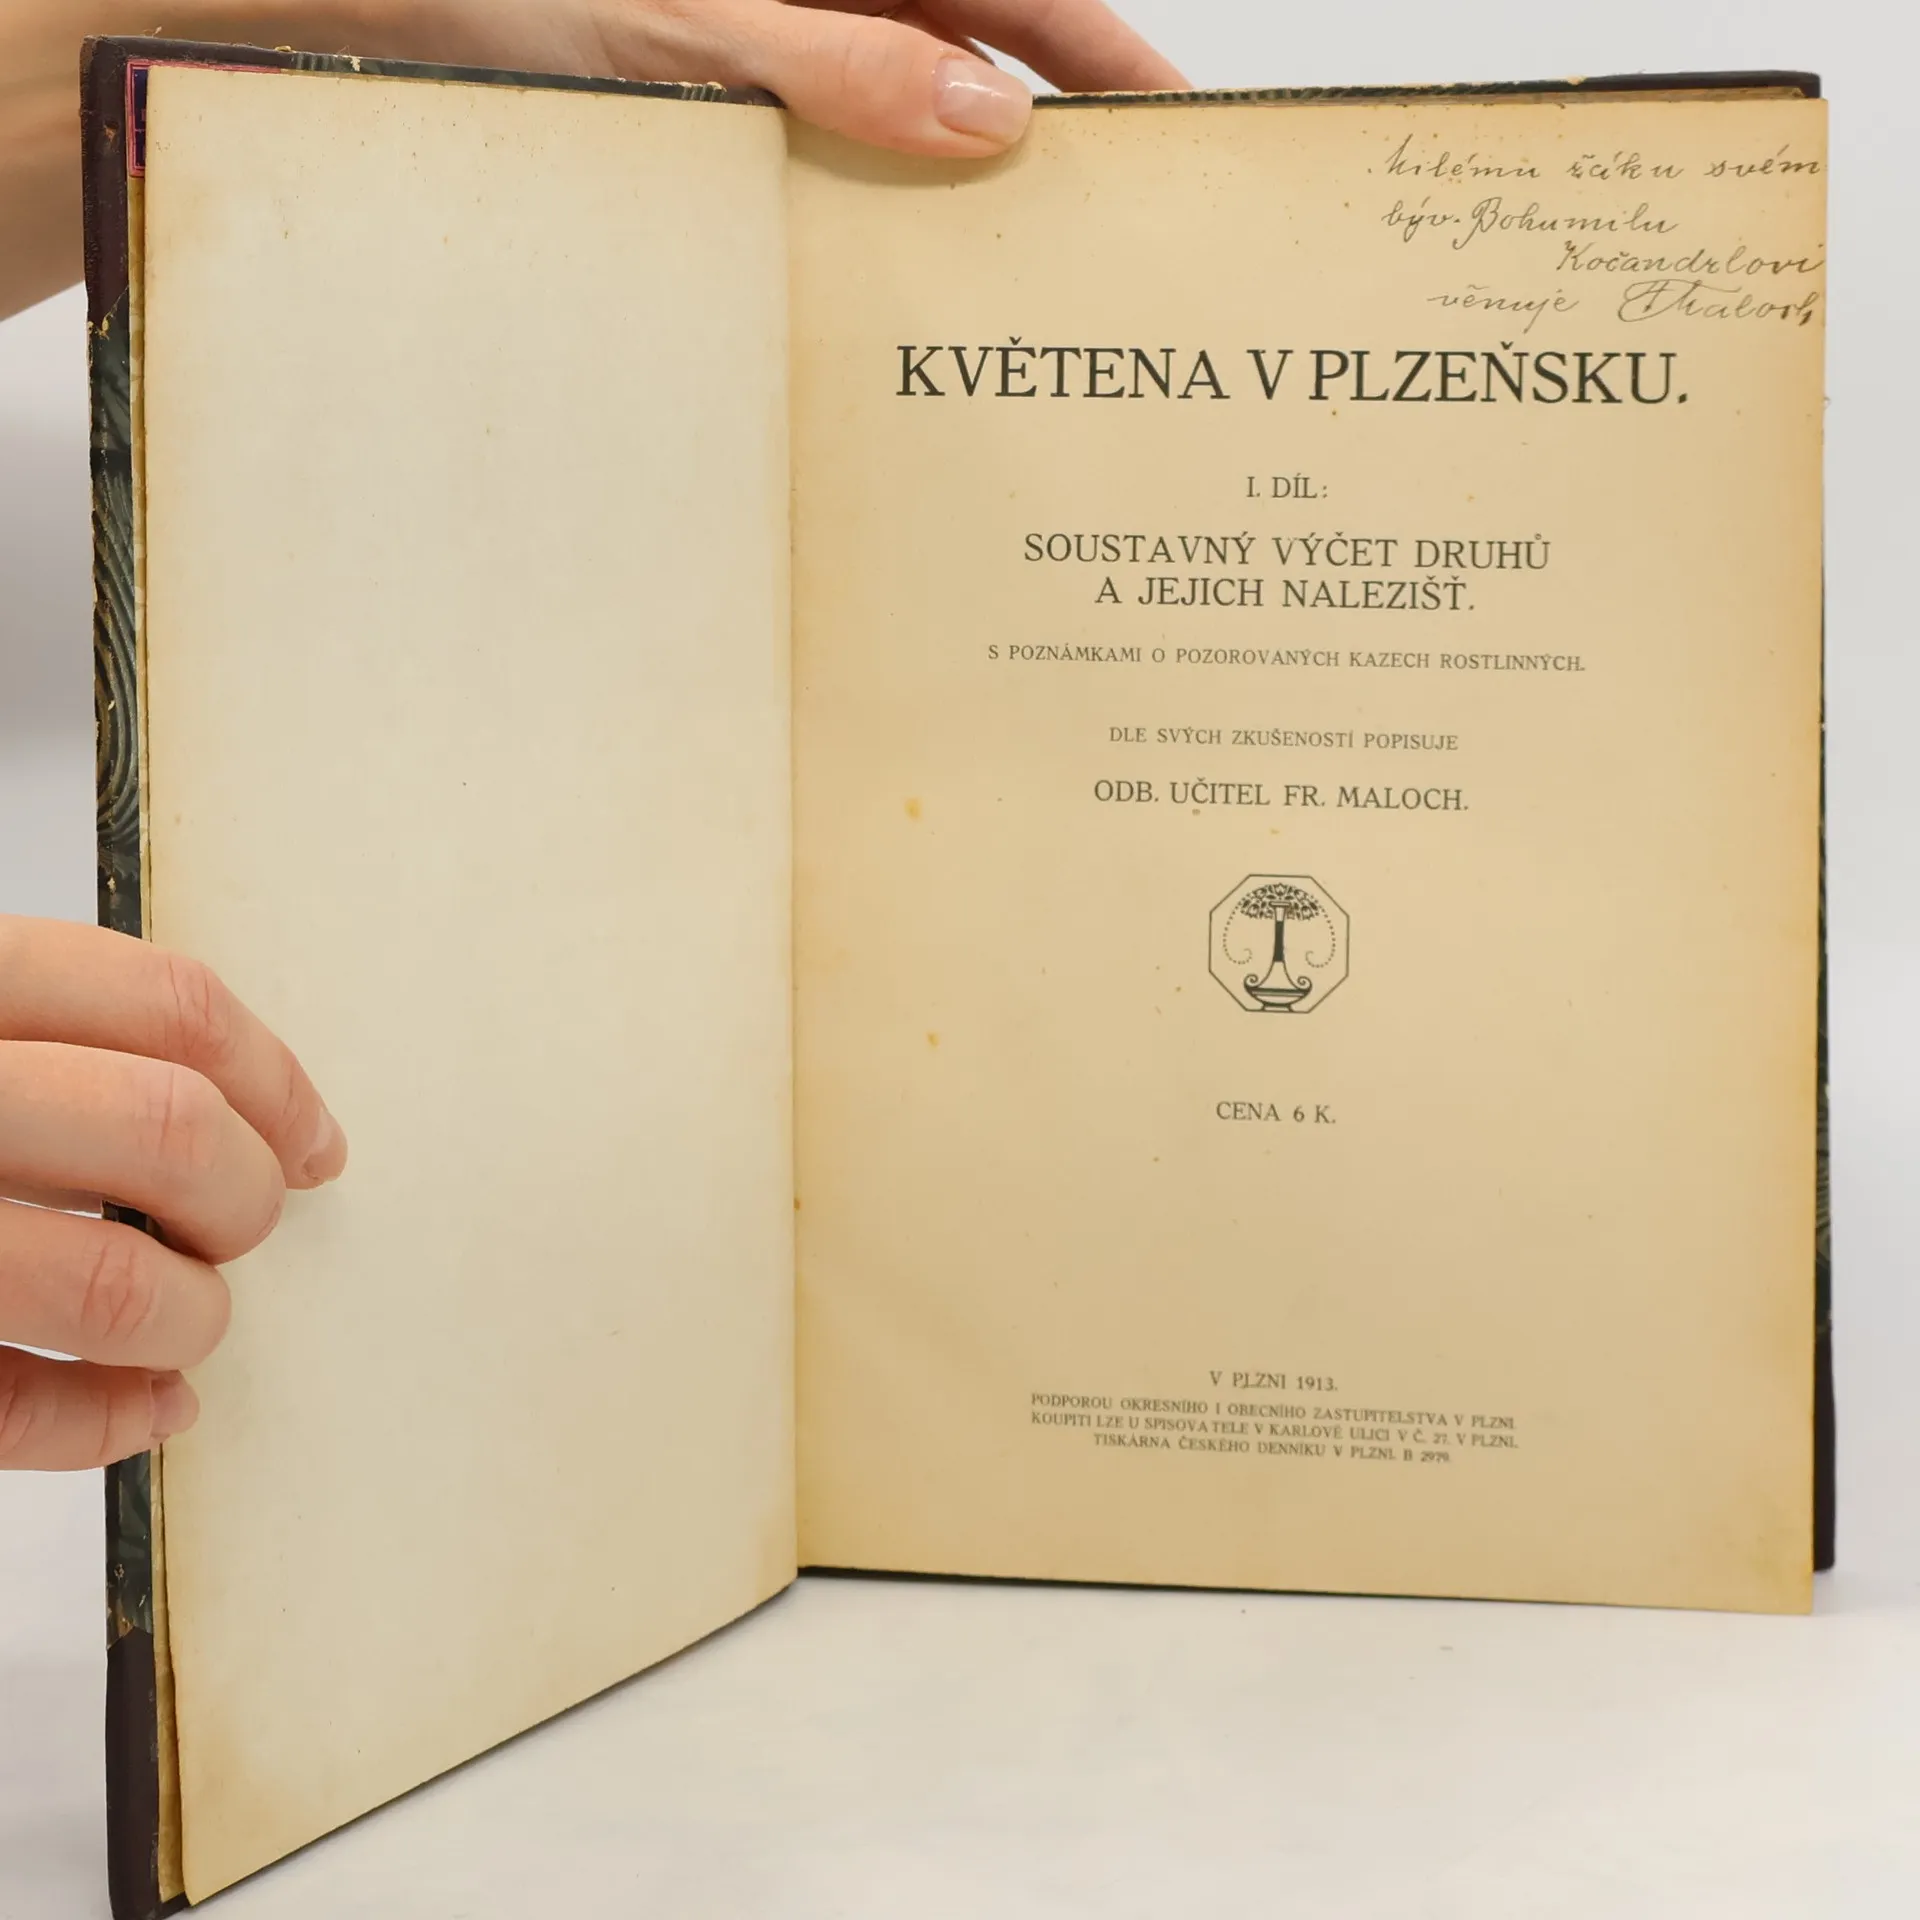 Milému žáku svém
býv. Bohumilu
Kočandrlovi
věnuje FMaloch
KVĚTENA V PLZEŇSKU.
I. DÍL:
SOUSTAVNÝ VÝČET DRUHŮ
A JEJICH NALEZIŠŤ.
S POZNÁMKAMI O POZOROVANÝCH KAZECH ROSTLINNÝCH.
DLE SVÝCH ZKUŠENOSTÍ POPISUJE
ODB. UČITEL FR. MALOCH.
CENA 6 K.
V PLZNI 1913.
PODPOROU OKRESNÍHO I OBECNÍHO ZASTUPITELSTVA V PLZNI.
KOUPITI LZE U SPISOVATELE V KARLOVĚ ULICI V Č. 27. V PLZNI.
TISKÁRNA ČESKÉHO DENNÍKU V PLZNI. B 2979.